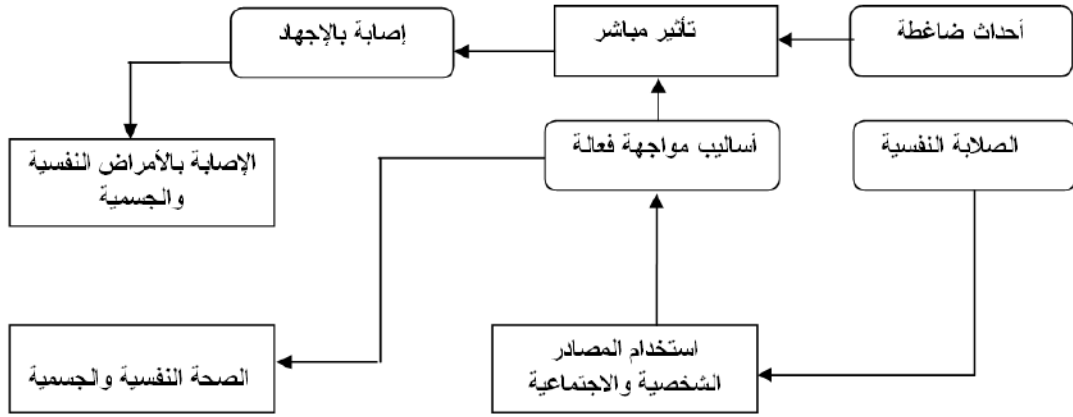 أحداث ضاغطة
تأثير مباشر
إصابة بالإجهاد
الصلابة النفسية
أساليب مواجهة فعالة
الإصابة بالأمراض النفسية
والجسمية
استخدام المصادر
الشخصية والاجتماعية
الصحة النفسية والجسمية